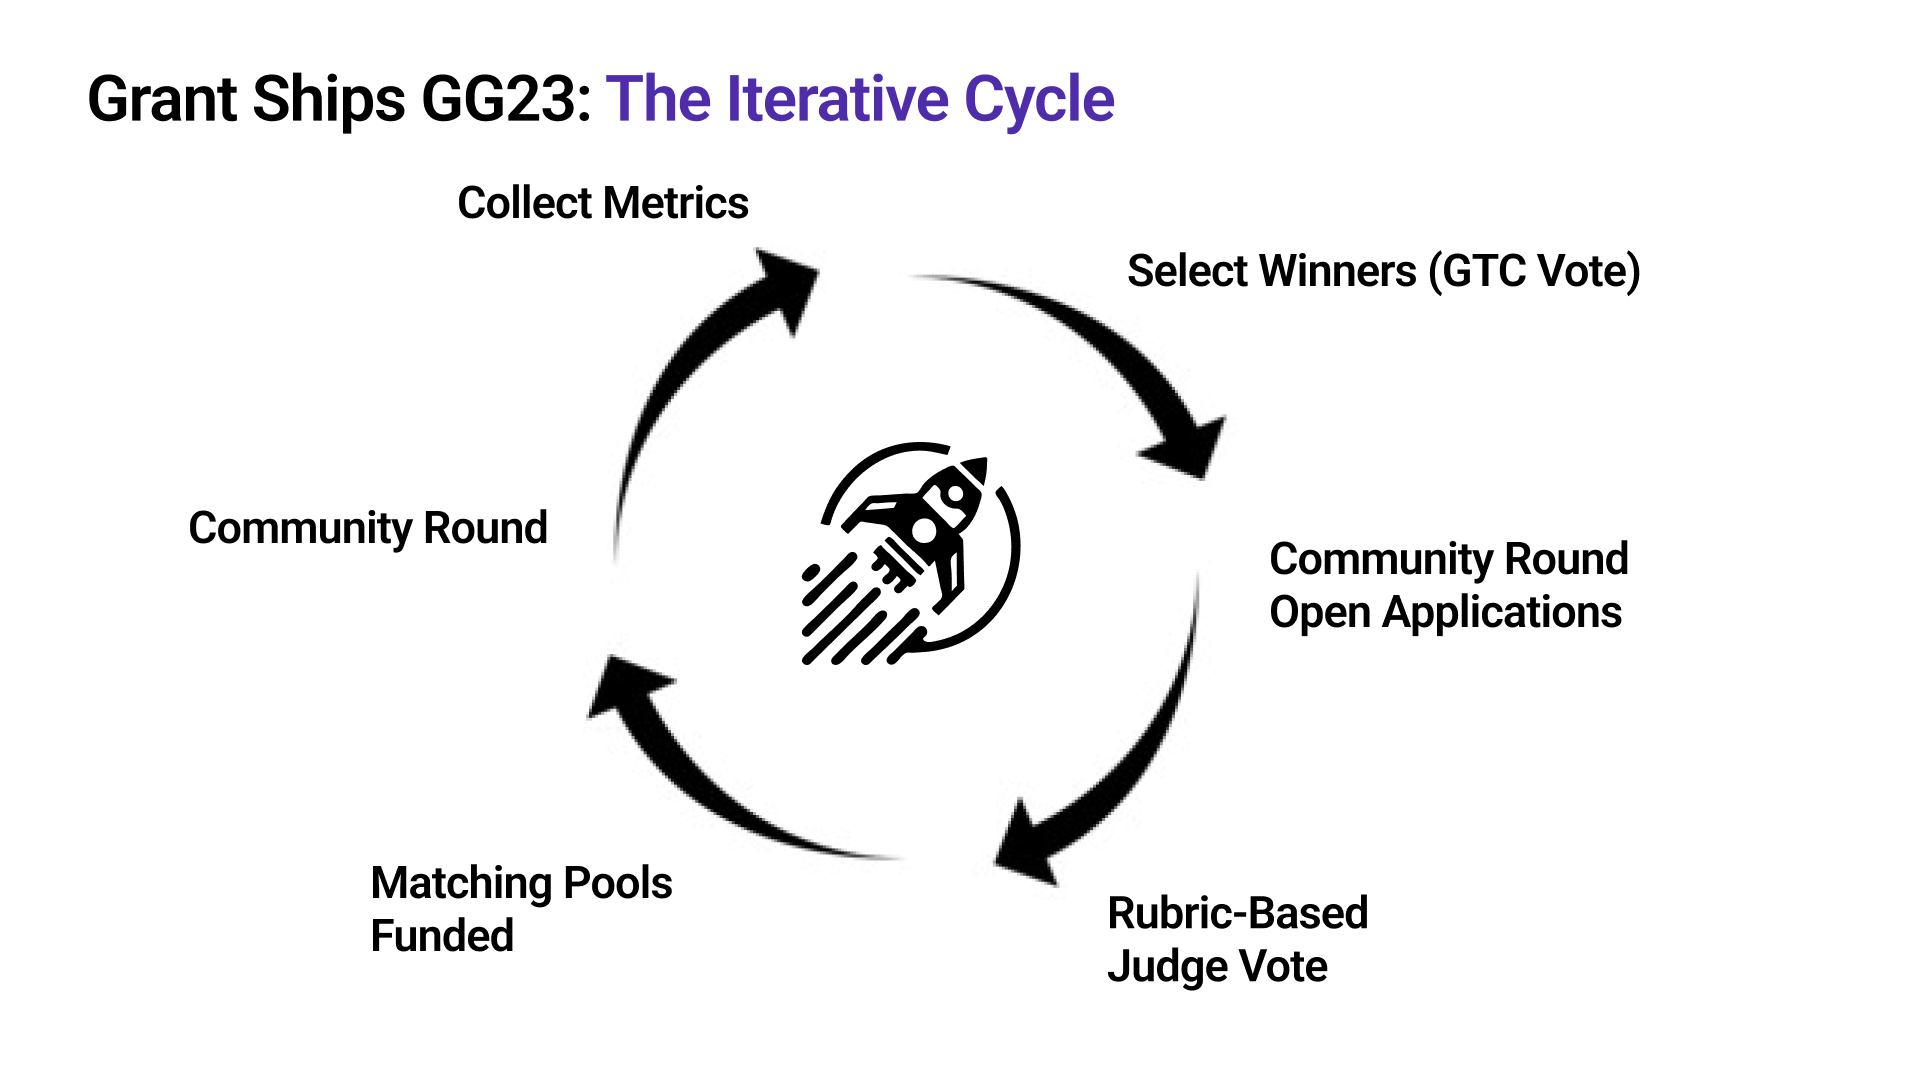 Grant Ships GG23: The Iterative Cycle
Collect Metrics
Select Winners (GTC Vote)
Community Round
Community Round
Open Applications
Matching Pools
Funded
Rubric-Based
Judge Vote